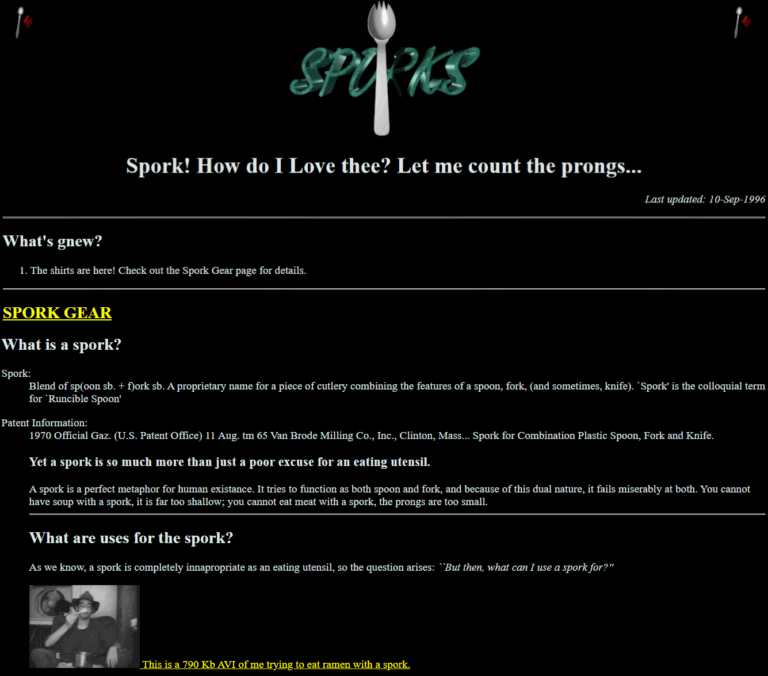 SPORKS
Spork! How do I Love thee? Let me count the prongs...
Last updated: 10-Sep-1996
What's gnew?
1. The shirts are here! Check out the Spork Gear page for details.
SPORK GEAR
What is a spork?
Spork:
Blend of sp(oon sb. + f)ork sb. A proprietary name for a piece of cutlery combining the features of a spoon, fork, (and sometimes, knife). `Spork' is the colloquial term
for `Runcible Spoon'
Patent Information:
1970 Official Gaz. (U.S. Patent Office) 11 Aug. tm 65 Van Brode Milling Co., Inc., Clinton, Mass... Spork for Combination Plastic Spoon, Fork and Knife.
Yet a spork is so much more than just a poor excuse for an eating utensil.
A spork is a perfect metaphor for human existance. It tries to function as both spoon and fork, and because of this dual nature, it fails miserably at both. You cannot
have soup with a spork, it is far too shallow; you cannot eat meat with a spork, the prongs are too small.
What are uses for the spork?
As we know, a spork is completely innapropriate as an eating utensil, so the question arises: ``But then, what can I use a spork for?''
This is a 790 Kb AVI of me trying to eat ramen with a spork.